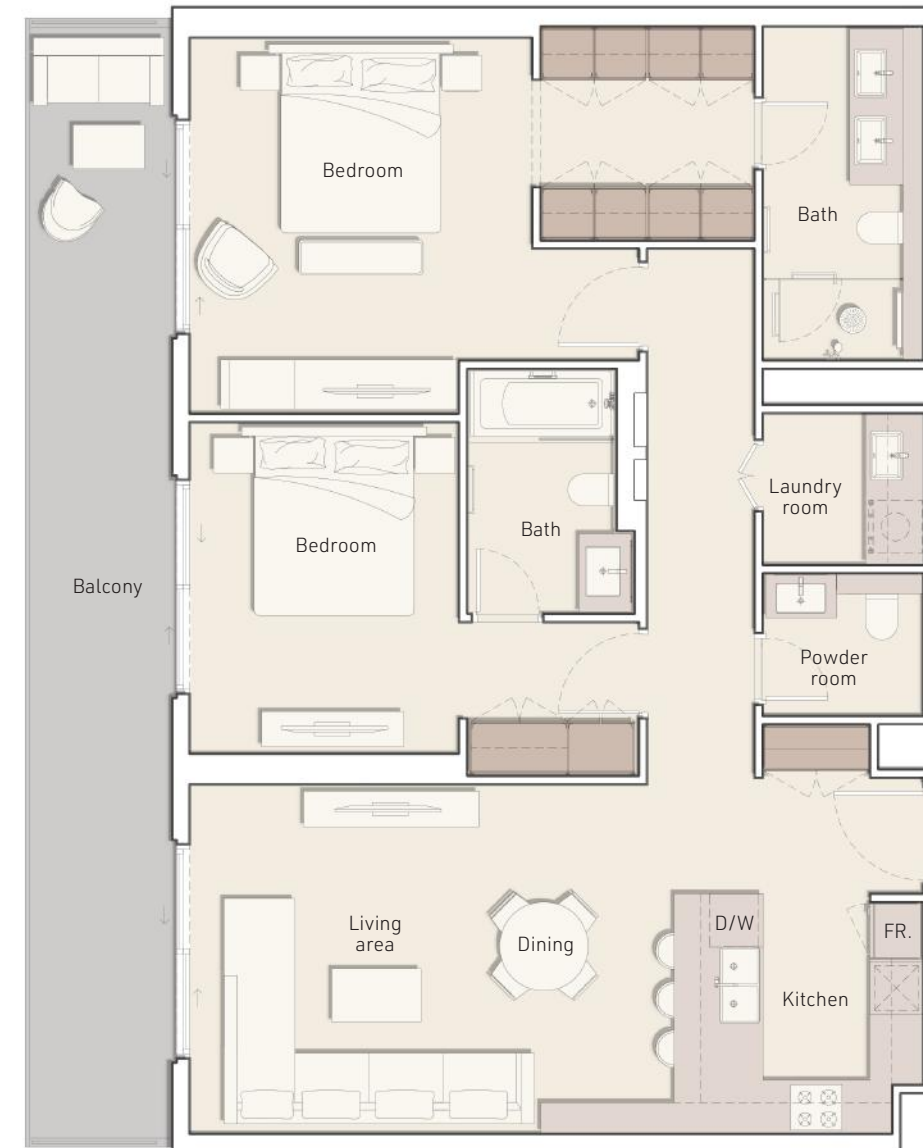 Bedroom
Bath
Laundry
room
Bedroom
Bath
Balcony
Powder
room
Living
area
Dining
D/W
FR.
Kitchen